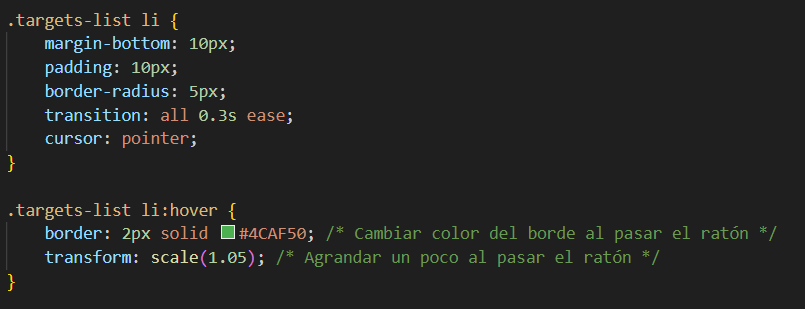 .targets-list li {
    margin-bottom: 10px;
    padding: 10px;
    border-radius: 5px;
    transition: all 0.3s ease;
    cursor: pointer;
}

.targets-list li:hover {
    border: 2px solid #4CAF50; /* Cambiar color del borde al pasar el ratón */
    transform: scale(1.05); /* Agrandar un poco al pasar el ratón */
}